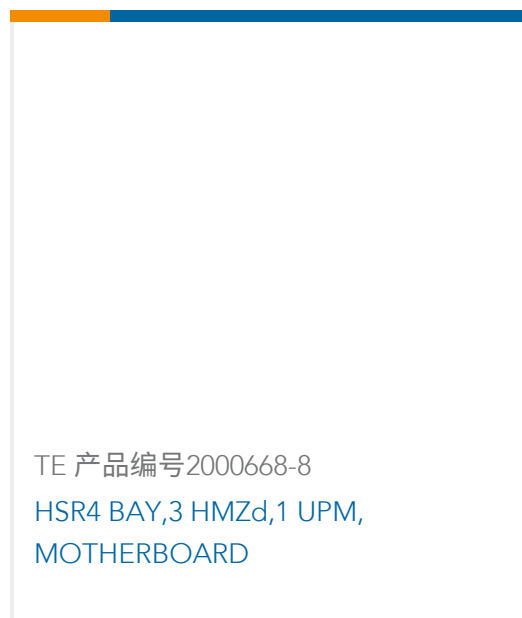 TE 产品编号2000668-8
HSR4 BAY,3 HMZd,1 UPM,
MOTHERBOARD